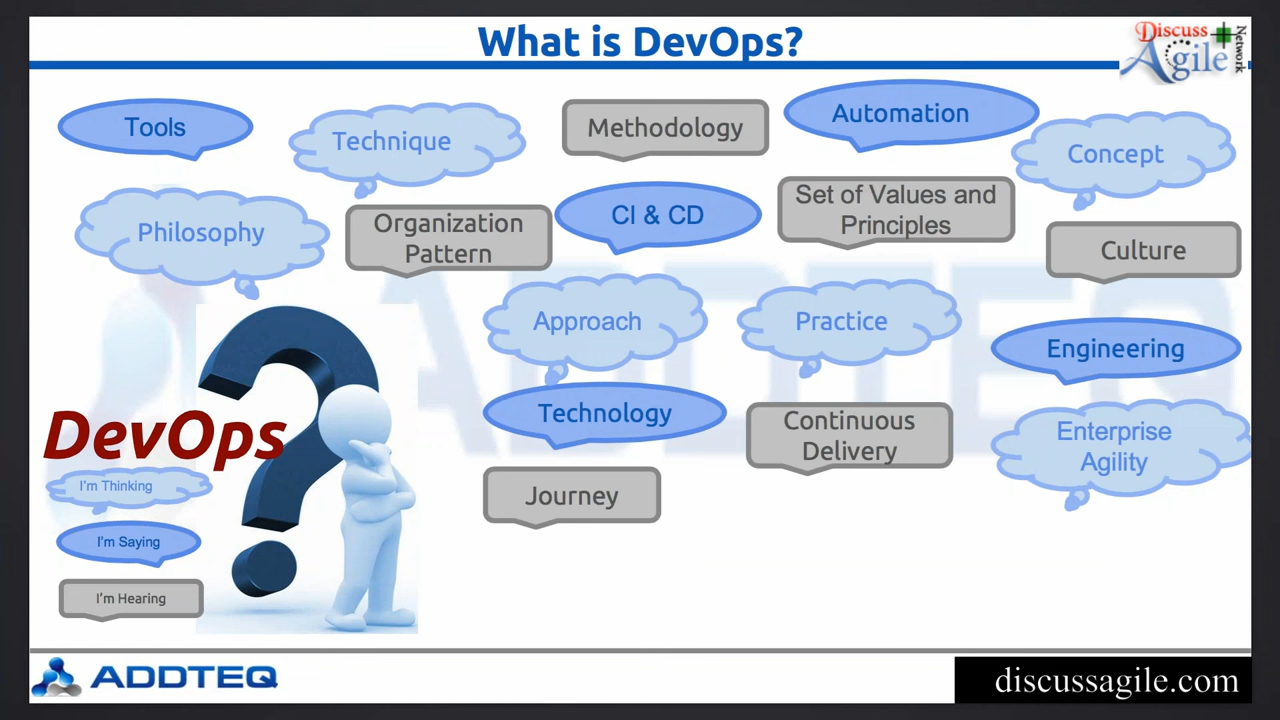 What is DevOps?
Discuss
Agile
Network
Tools
Technique
Methodology
Automation
Concept
Philosophy
Organization
Pattern
CI & CD
Set of Values and
Principles
Culture
Approach
Practice
Engineering
DevOps
Technology
Continuous
Delivery
Enterprise
Agility
I'm Thinking
Journey
I'm Saying
I'm Hearing
ADDTEQ
ADDTEQ
discussagile.com